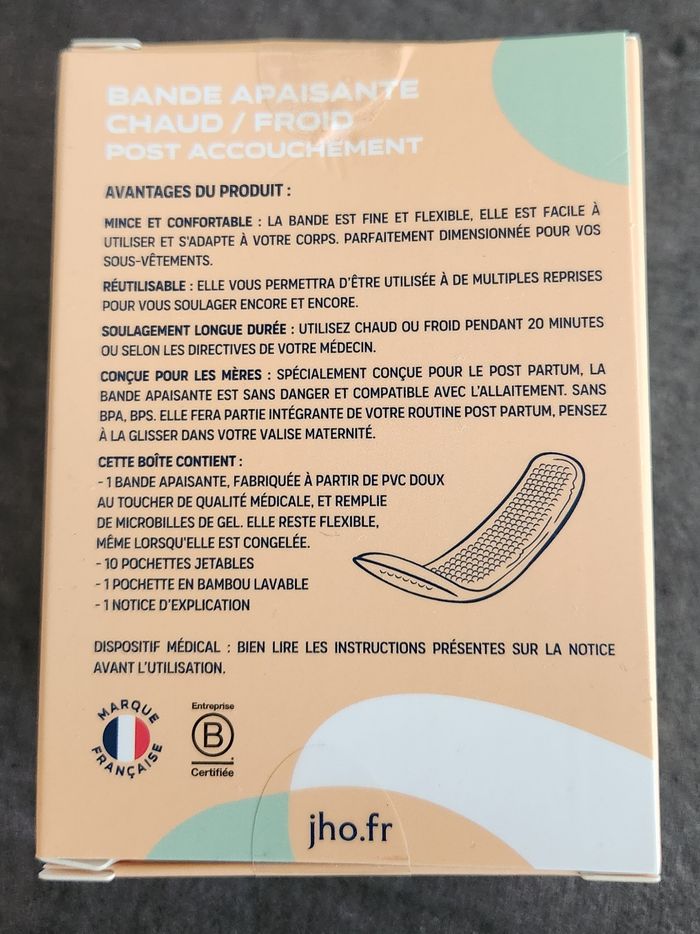 BANDE APAISANTE
CHAUD / FROID
POST ACCOUCHEMENT
AVANTAGES DU PRODUIT :
MINCE ET CONFORTABLE : LA BANDE EST FINE ET FLEXIBLE, ELLE EST FACILE À
UTILISER ET S'ADAPTE À VOTRE CORPS. PARFAITEMENT DIMENSIONNÉE POUR VOS
SOUS-VÊTEMENTS.
RÉUTILISABLE : ELLE VOUS PERMETTRA D'ÊTRE UTILISÉE À DE MULTIPLES REPRISES
POUR VOUS SOULAGER ENCORE ET ENCORE.
SOULAGEMENT LONGUE DURÉE : UTILISEZ CHAUD OU FROID PENDANT 20 MINUTES
OU SELON LES DIRECTIVES DE VOTRE MÉDECIN.
CONÇUE POUR LES MÈRES : SPÉCIALEMENT CONÇUE POUR LE POST PARTUM, LA
BANDE APAISANTE EST SANS DANGER ET COMPATIBLE AVEC L'ALLAITEMENT. SANS
BPA, BPS. ELLE FERA PARTIE INTÉGRANTE DE VOTRE ROUTINE POST PARTUM, PENSEZ
À LA GLISSER DANS VOTRE VALISE MATERNITÉ.
CETTE BOÎTE CONTIENT :
- 1 BANDE APAISANTE, FABRIQUÉE À PARTIR DE PVC DOUX
AU TOUCHER DE QUALITÉ MÉDICALE, ET REMPLIE
DE MICROBILLES DE GEL. ELLE RESTE FLEXIBLE,
MÊME LORSQU'ELLE EST CONGELÉE.
- 10 POCHETTES JETABLES
- 1 POCHETTE EN BAMBOU LAVABLE
- 1 NOTICE D'EXPLICATION
DISPOSITIF MÉDICAL : BIEN LIRE LES INSTRUCTIONS PRÉSENTES SUR LA NOTICE
AVANT L'UTILISATION.
MARQUE
FRANÇAISE
Entreprise
B
Certifiée
jho.fr